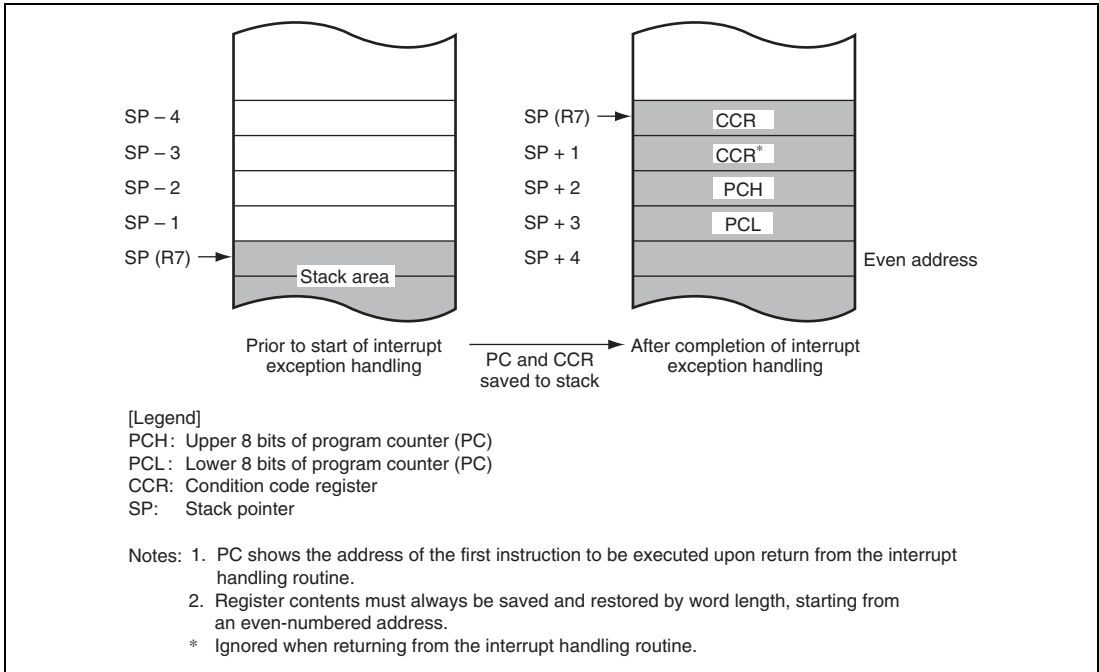 SP – 4
SP – 3
SP – 2
SP – 1
SP (R7)
Stack area
SP (R7)
SP + 1
SP + 2
SP + 3
SP + 4
CCR
CCR*
PCH
PCL
Even address
Prior to start of interrupt
exception handling
PC and CCR
saved to stack
After completion of interrupt
exception handling
[Legend]
PCH: Upper 8 bits of program counter (PC)
PCL: Lower 8 bits of program counter (PC)
CCR: Condition code register
SP: Stack pointer
Notes: 1. PC shows the address of the first instruction to be executed upon return from the interrupt
handling routine.
2. Register contents must always be saved and restored by word length, starting from
an even-numbered address.
* Ignored when returning from the interrupt handling routine.